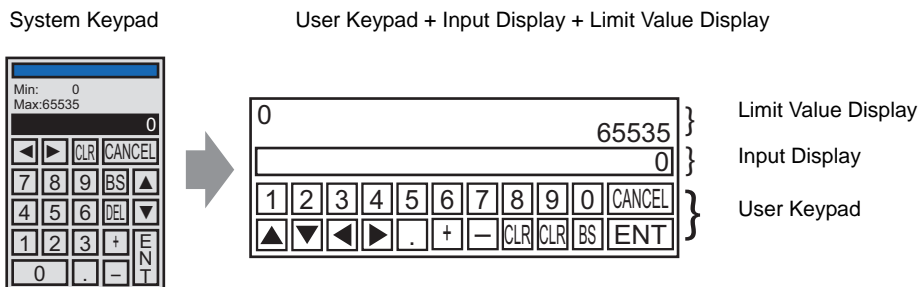 System Keypad
User Keypad + Input Display + Limit Value Display
Min: 0
Max:65535
0
◀ ▶ CLR CANCEL
7 8 9 BS ▲
4 5 6 DEL ▼
1 2 3 + ENT
0 . –
0
65535
0
1 2 3 4 5 6 7 8 9 0 CANCEL
▲ ▼ ◀ ▶ . + – CLR CLR BS ENT
} Limit Value Display
} Input Display
} User Keypad